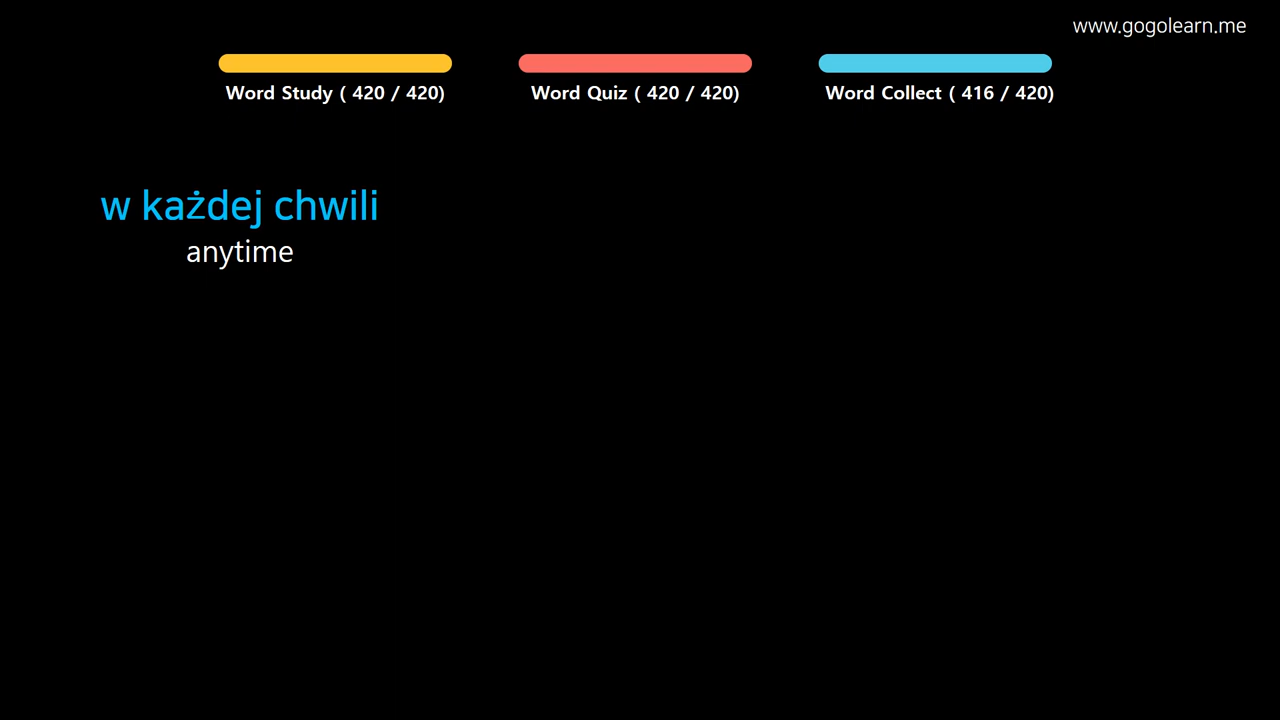 www.gogolearn.me
Word Study ( 420 / 420)
Word Quiz ( 420 / 420)
Word Collect ( 416 / 420)
w każdej chwili
anytime